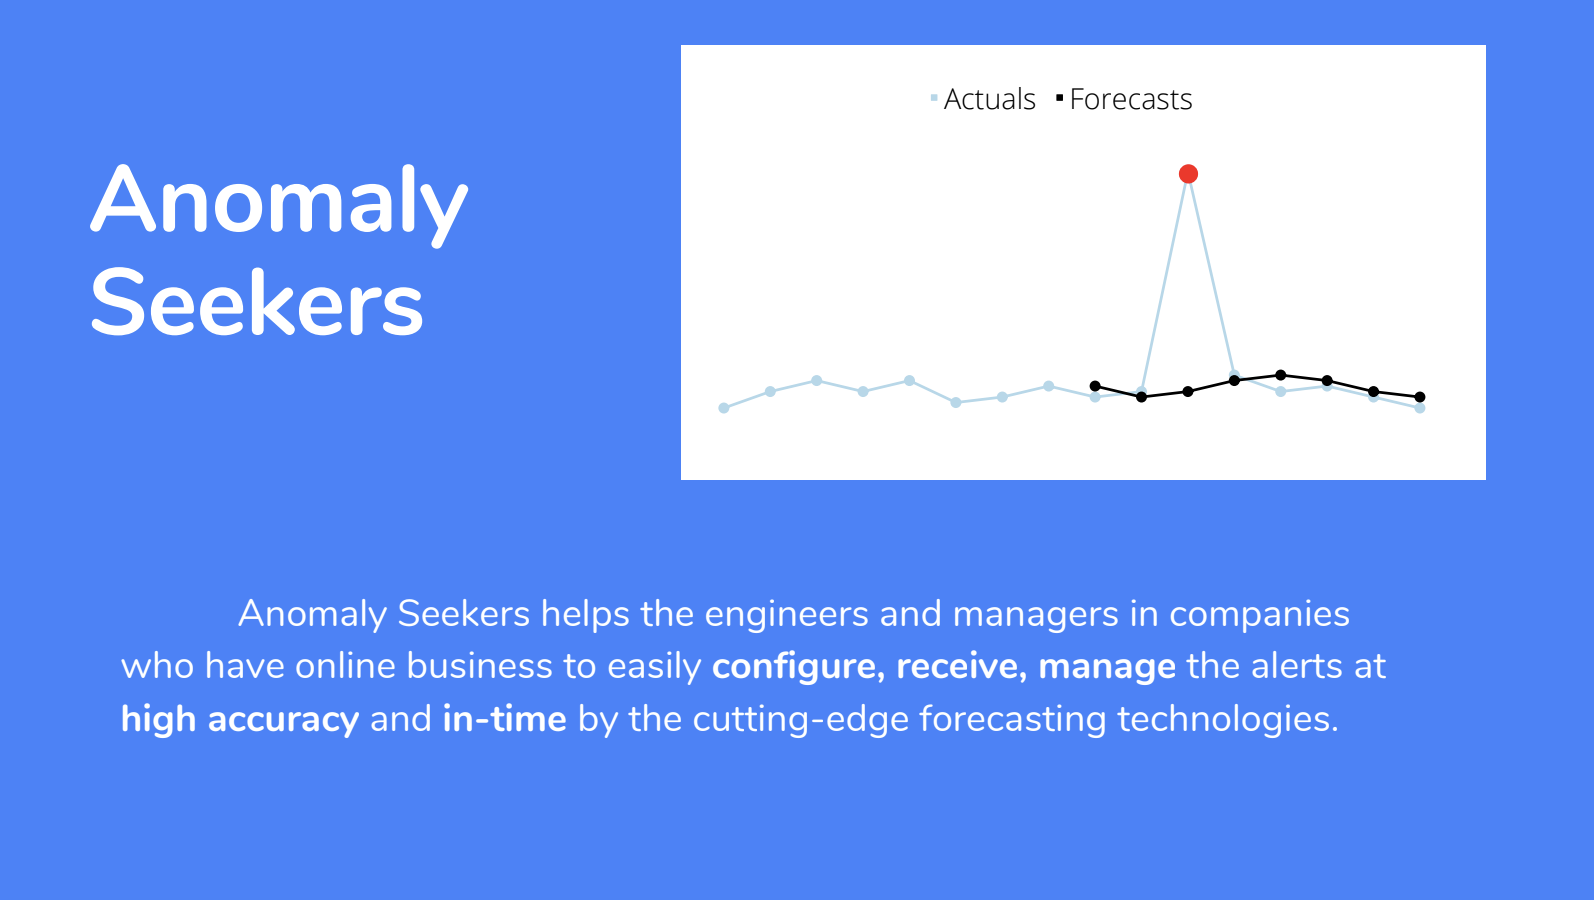 Anomaly
Seekers
Actuals Forecasts
Anomaly Seekers helps the engineers and managers in companies
who have online business to easily configure, receive, manage the alerts at
high accuracy and in-time by the cutting-edge forecasting technologies.